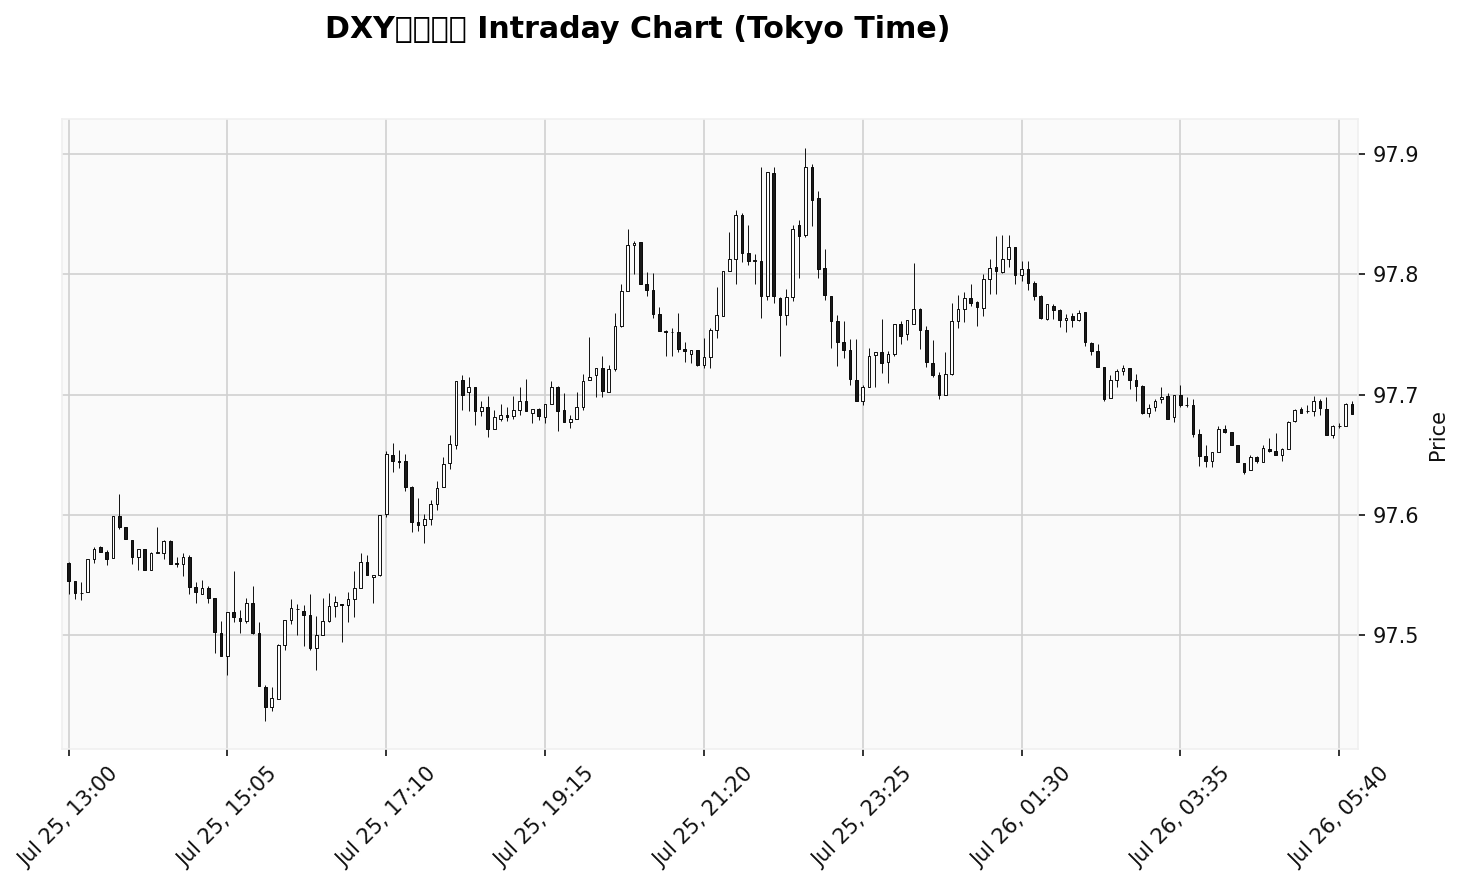 DXY Intraday Chart (Tokyo Time)
97.9
97.8
97.7
97.6
97.5
Price
Jul 25, 13:00
Jul 25, 15:05
Jul 25, 17:10
Jul 25, 19:15
Jul 25, 21:20
Jul 25, 23:25
Jul 26, 01:30
Jul 26, 03:35
Jul 26, 05:40